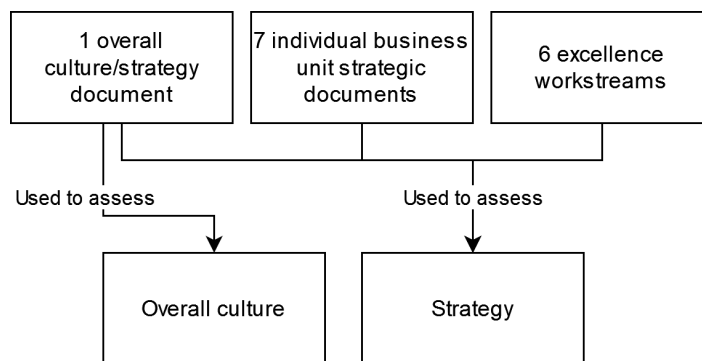 1 overall
culture/strategy
document
7 individual business
unit strategic
documents
6 excellence
workstreams
Used to assess
Used to assess
Overall culture
Strategy